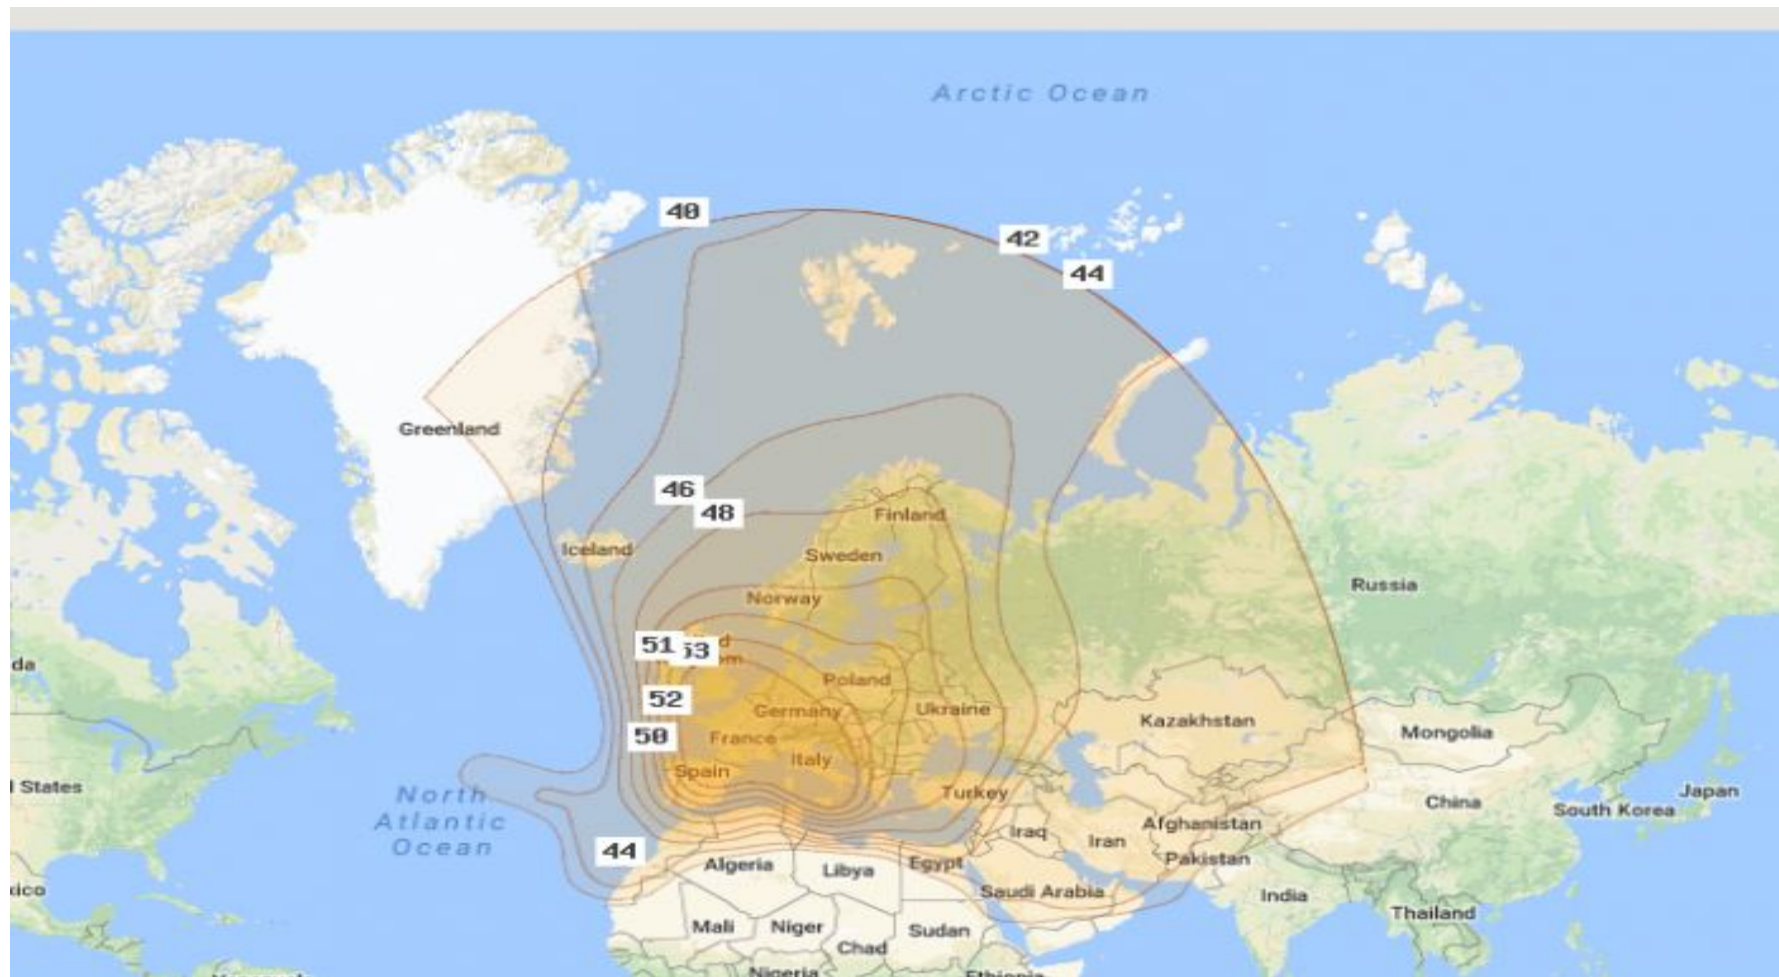 Arctic Ocean
40
42
44
Greenland
46
48
Finland
Iceland
Sweden
Russia
Norway
51
53
da
Poland
52
Germany
Ukraine
Kazakhstan
Mongolia
50
France
Italy
Spain
l States
North
Atlantic
Ocean
Turkey
Japan
China
South Korea
Afghanistan
Iraq
Iran
44
Algeria
Libya
Egypt
Pakistan
Saudi Arabia
India
xico
Thailand
Mali
Niger
Sudan
Chad
Nigeria
Ethiopia